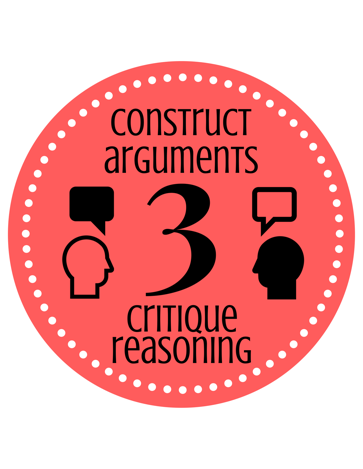 construct
arguments
3
critique
reasoning